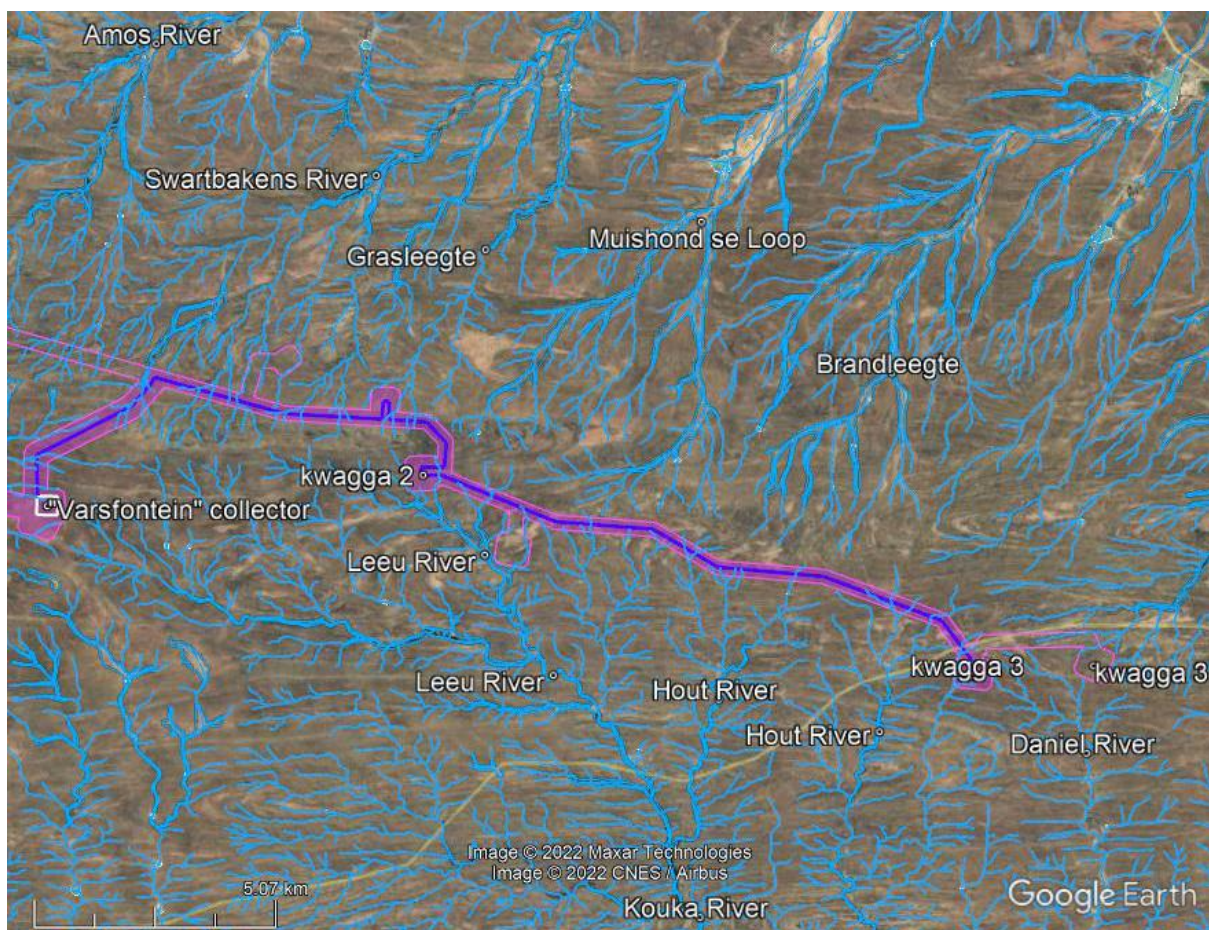 Amos River
Swartbakens River
Grasleegte
Muishond se Loop
Brandleegte
kwagga 2
"Varsfontein" collector
Leeu River
kwagga 3
kwagga 3
Leeu River
Hout River
Hout River
Daniel River
Image © 2022 Maxar Technologies
Image © 2022 CNES / Airbus
5.07 km
Google Earth
Kouka River